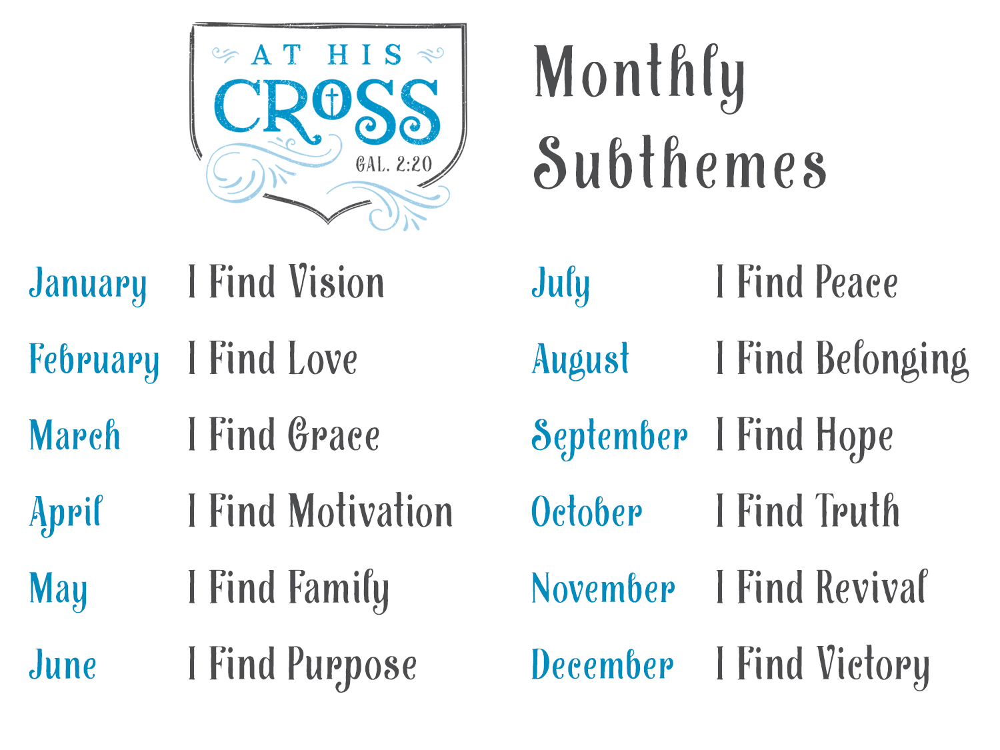 AT HIS
CROSS
GAL. 2:20
Monthly
Subthemes
January I Find Vision
February I Find Love
March I Find Grace
April I Find Motivation
May I Find Family
June I Find Purpose
July I Find Peace
August I Find Belonging
September I Find Hope
October I Find Truth
November I Find Revival
December I Find Victory